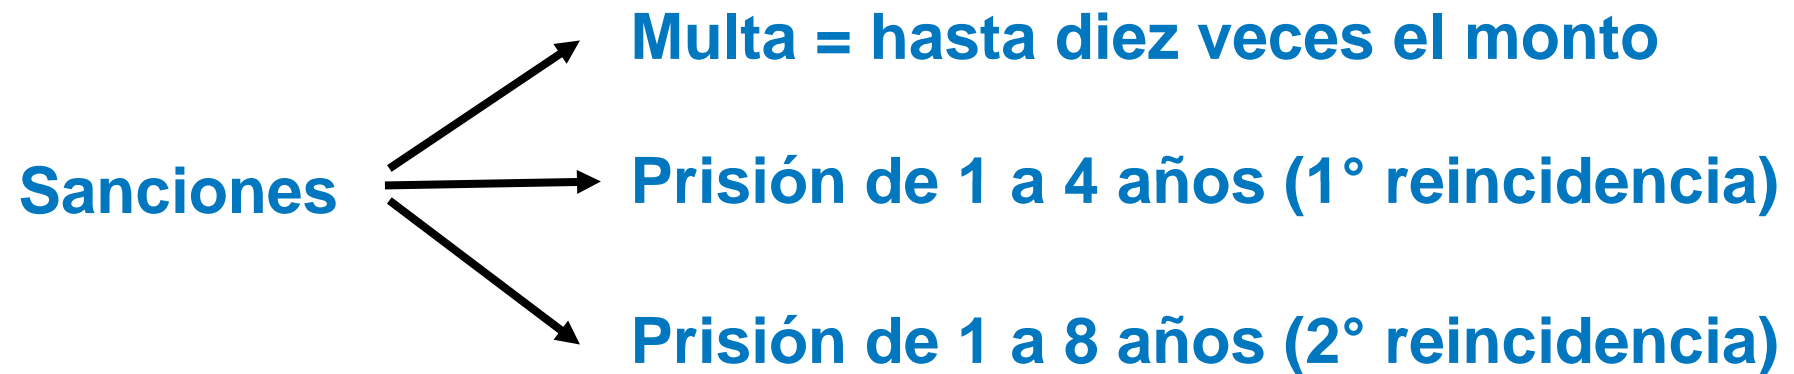 Multa = hasta diez veces el monto
Sanciones
Prisión de 1 a 4 años (1° reincidencia)
Prisión de 1 a 8 años (2° reincidencia)